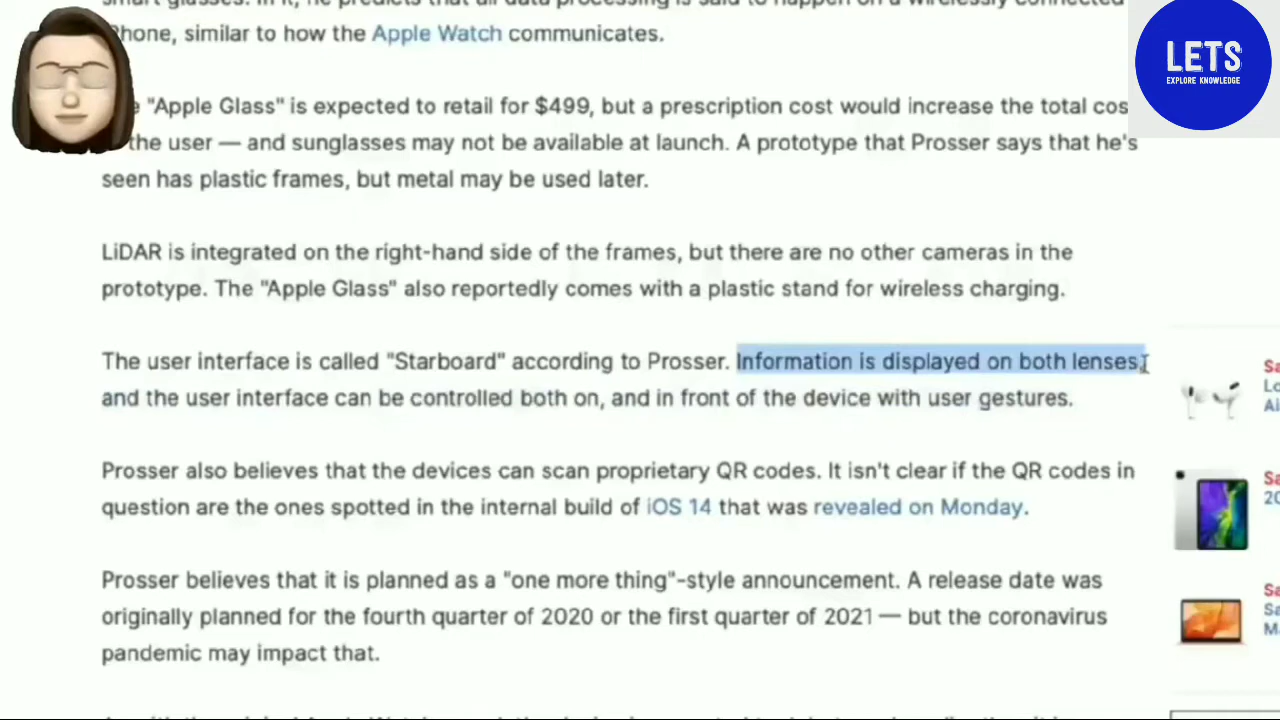 Phone, similar to how the Apple Watch communicates.
"Apple Glass" is expected to retail for $499, but a prescription cost would increase the total cos
the user — and sunglasses may not be available at launch. A prototype that Prosser says that he's
seen has plastic frames, but metal may be used later.
LiDAR is integrated on the right-hand side of the frames, but there are no other cameras in the
prototype. The "Apple Glass" also reportedly comes with a plastic stand for wireless charging.
The user interface is called "Starboard" according to Prosser. Information is displayed on both lenses,
and the user interface can be controlled both on, and in front of the device with user gestures.
Prosser also believes that the devices can scan proprietary QR codes. It isn't clear if the QR codes in
question are the ones spotted in the internal build of iOS 14 that was revealed on Monday.
Prosser believes that it is planned as a "one more thing"-style announcement. A release date was
originally planned for the fourth quarter of 2020 or the first quarter of 2021 — but the coronavirus
pandemic may impact that.
LETS
EXPLORE KNOWLEDGE
Sa
Lo
Ai
Sa
20
Sa
Sa
M